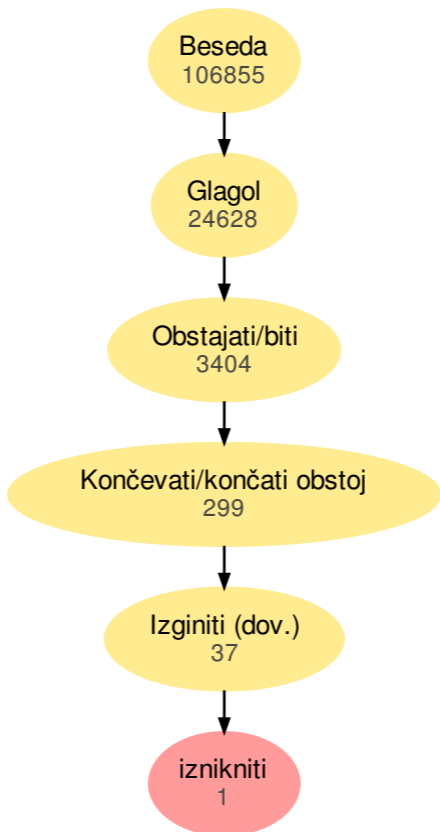 Beseda
106855
Glagol
24628
Obstajati/biti
3404
Končevati/končati obstoj
299
Izginiti (dov.)
37
iznikniti
1